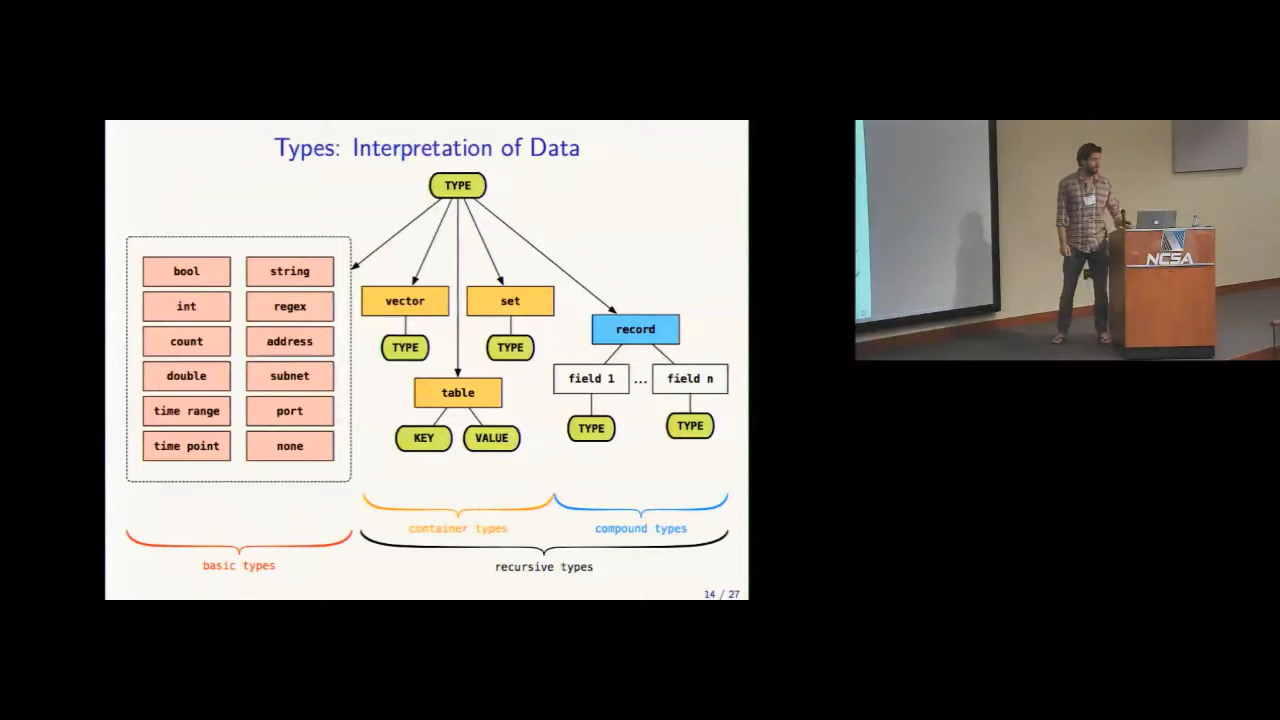 Types: Interpretation of Data
TYPE
bool
string
int
regex
count
address
double
subnet
time range
port
time point
none
vector
set
TYPE
TYPE
table
KEY
VALUE
record
field 1
...
field n
TYPE
TYPE
container types
compound types
basic types
recursive types
14 / 27
NCSA